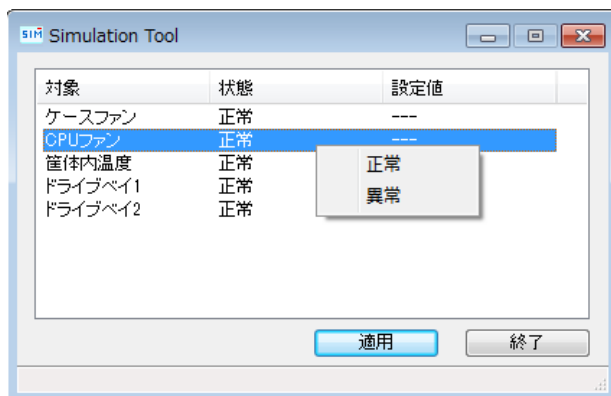 SIM Simulation Tool
対象 状態 設定値
ケースファン 正常 ---
CPUファン 正常 ---
筐体内温度 正常
ドライブベイ1 正常
ドライブベイ2 正常
正常
異常
適用 終了